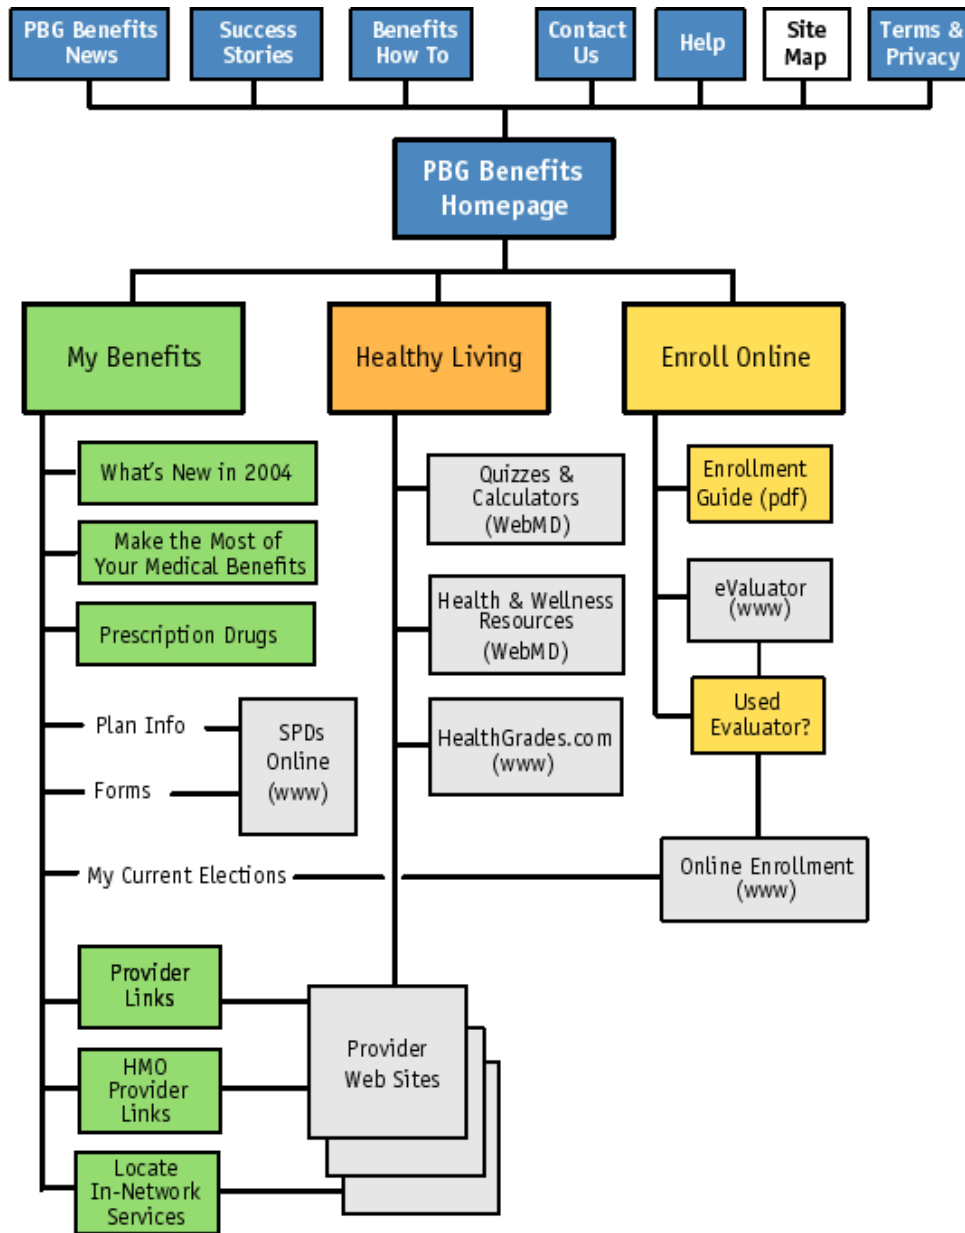 PBG Benefits
News
Success
Stories
Benefits
How To
Contact
Us
Help
Site
Map
Terms &
Privacy
PBG Benefits
Homepage
My Benefits
Healthy Living
Enroll Online
What's New in 2004
Make the Most of
Your Medical Benefits
Prescription Drugs
Plan Info
Forms
SPDs
Online
(www)
My Current Elections
Provider
Links
HMO
Provider
Links
Locate
In-Network
Services
Quizzes &
Calculators
(WebMD)
Health & Wellness
Resources
(WebMD)
HealthGrades.com
(www)
Provider
Web Sites
Enrollment
Guide (pdf)
eValuator
(www)
Used
Evaluator?
Online Enrollment
(www)